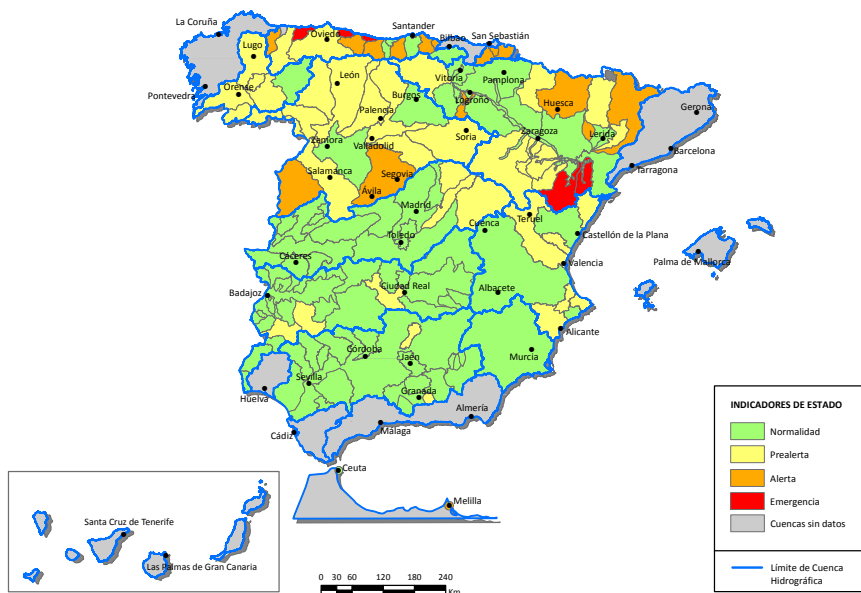 La Coruña
Lugo
Oviedo
Santander
Bilbao
San Sebastián
Pontevedra
Orense
León
Burgos
Vitoria
Pamplona
Logroño
Palencia
Huesca
Gerona
Zamora
Valladolid
Soria
Zaragoza
Lerida
Barcelona
Tarragona
Salamanca
Segovia
Ávila
Madrid
Teruel
Cuenca
Castellón de la Plana
Toledo
Cáceres
Valencia
Palma de Mallorca
Badajoz
Ciudad Real
Albacete
Alicante
Córdoba
Jaén
Murcia
Sevilla
Huelva
Granada
Almería
Cádiz
Málaga
Ceuta
Melilla
Santa Cruz de Tenerife
Las Palmas de Gran Canaria
0 30 60 120 180 240
Km
INDICADORES DE ESTADO
Normalidad
Prealerta
Alerta
Emergencia
Cuencas sin datos
Límite de Cuenca
Hidrográfica